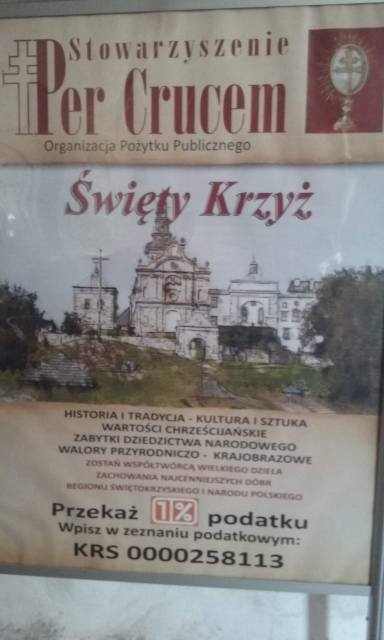 Stowarzyszenie
Per Crucem
Organizacja Pożytku Publicznego
Święty Krzyż
HISTORIA I TRADYCJA - KULTURA I SZTUKA
WARTOŚCI CHRZEŚCIJAŃSKIE
ZABYTKI DZIEDZICTWA NARODOWEGO
WALORY PRZYRODNICZO - KRAJOBRAZOWE
ZOSTAŃ WSPÓŁTWÓRCĄ WIELKIEGO DZIEŁA
ZACHOWANIA NAJCENNIEJSZYCH DÓBR
REGIONU ŚWIĘTOKRZYSKIEGO I NARODU POLSKIEGO
Przekaż 1% podatku
Wpisz w zeznaniu podatkowym:
KRS 0000258113